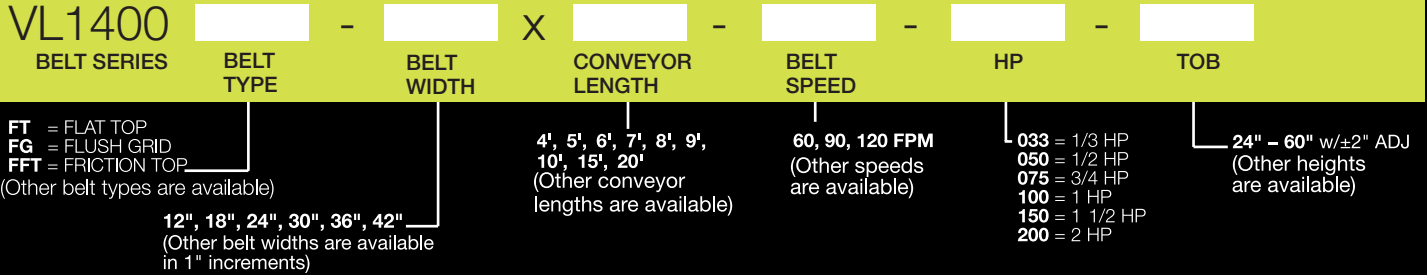 VL1400 - X - - -
BELT SERIES
BELT
TYPE
BELT
WIDTH
CONVEYOR
LENGTH
BELT
SPEED
HP
TOB
FT = FLAT TOP
FG = FLUSH GRID
FFT = FRICTION TOP
(Other belt types are available)
12", 18", 24", 30", 36", 42"
(Other belt widths are available
in 1" increments)
4', 5', 6', 7', 8', 9',
10', 15', 20'
(Other conveyor
lengths are available)
60, 90, 120 FPM
(Other speeds
are available)
033 = 1/3 HP
050 = 1/2 HP
075 = 3/4 HP
100 = 1 HP
150 = 1 1/2 HP
200 = 2 HP
24" – 60" w/±2" ADJ
(Other heights
are available)